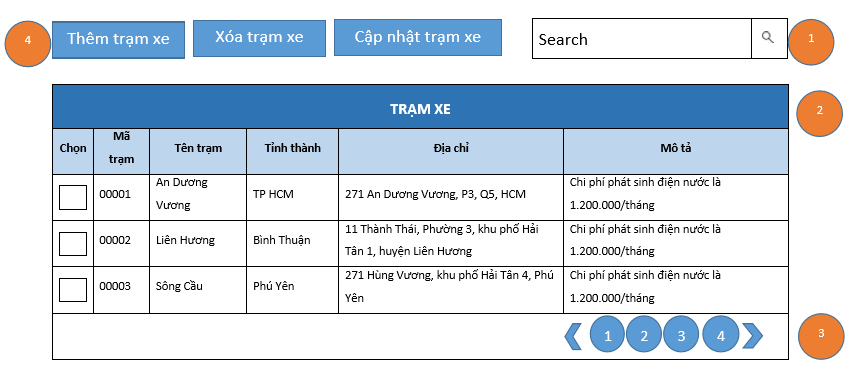 4
Thêm trạm xe
Xóa trạm xe
Cập nhật trạm xe
Search
1
TRẠM XE
2
Chọn
Mã
trạm
Tên trạm
Tỉnh thành
Địa chỉ
Mô tả
00001
An Dương
Vương
TP HCM
271 An Dương Vương, P3, Q5, HCM
Chi phí phát sinh điện nước là
1.200.000/tháng
00002
Liên Hương
Bình Thuận
11 Thành Thái, Phường 3, khu phố Hải
Tân 1, huyện Liên Hương
Chi phí phát sinh điện nước là
1.200.000/tháng
00003
Sông Cầu
Phú Yên
271 Hùng Vương, khu phố Hải Tân 4, Phú
Yên
Chi phí phát sinh điện nước là
1.200.000/tháng
1 2 3 4
3